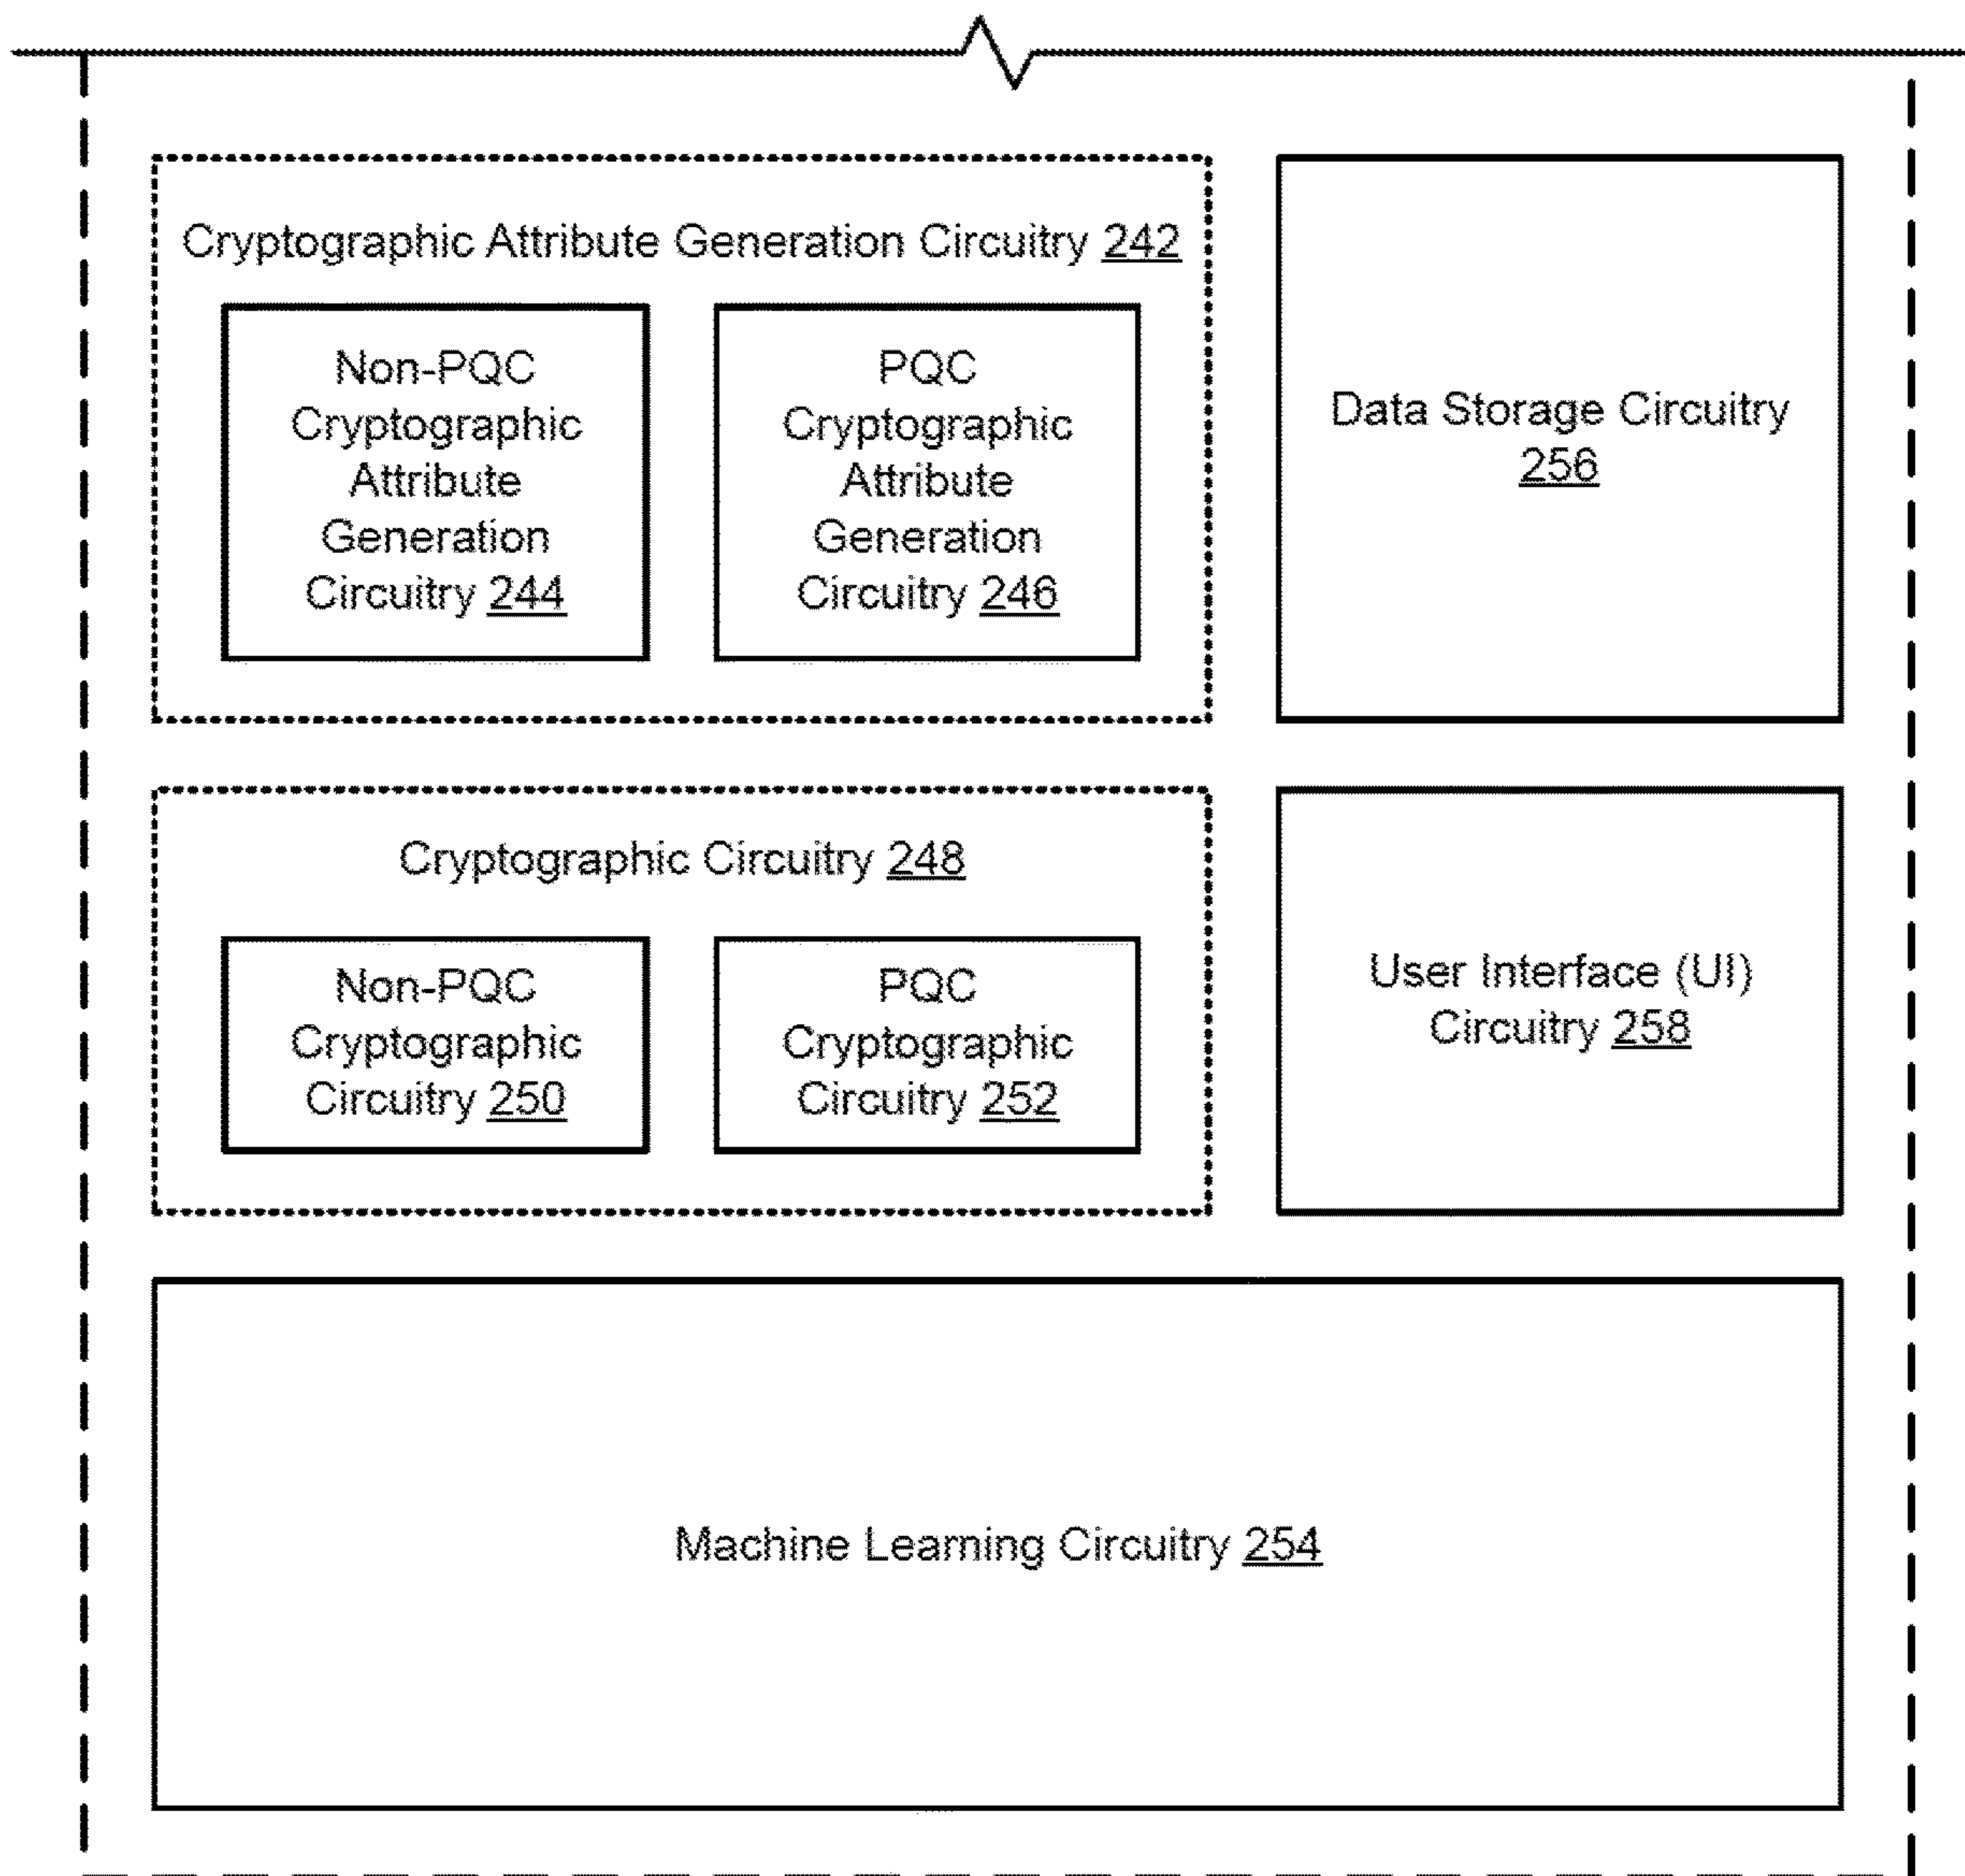 Cryptographic Attribute Generation Circuitry 242
Non-PQC
Cryptographic
Attribute
Generation
Circuitry 244
PQC
Cryptographic
Attribute
Generation
Circuitry 246
Data Storage Circuitry
256
Cryptographic Circuitry 248
Non-PQC
Cryptographic
Circuitry 250
PQC
Cryptographic
Circuitry 252
User Interface (UI)
Circuitry 258
Machine Learning Circuitry 254